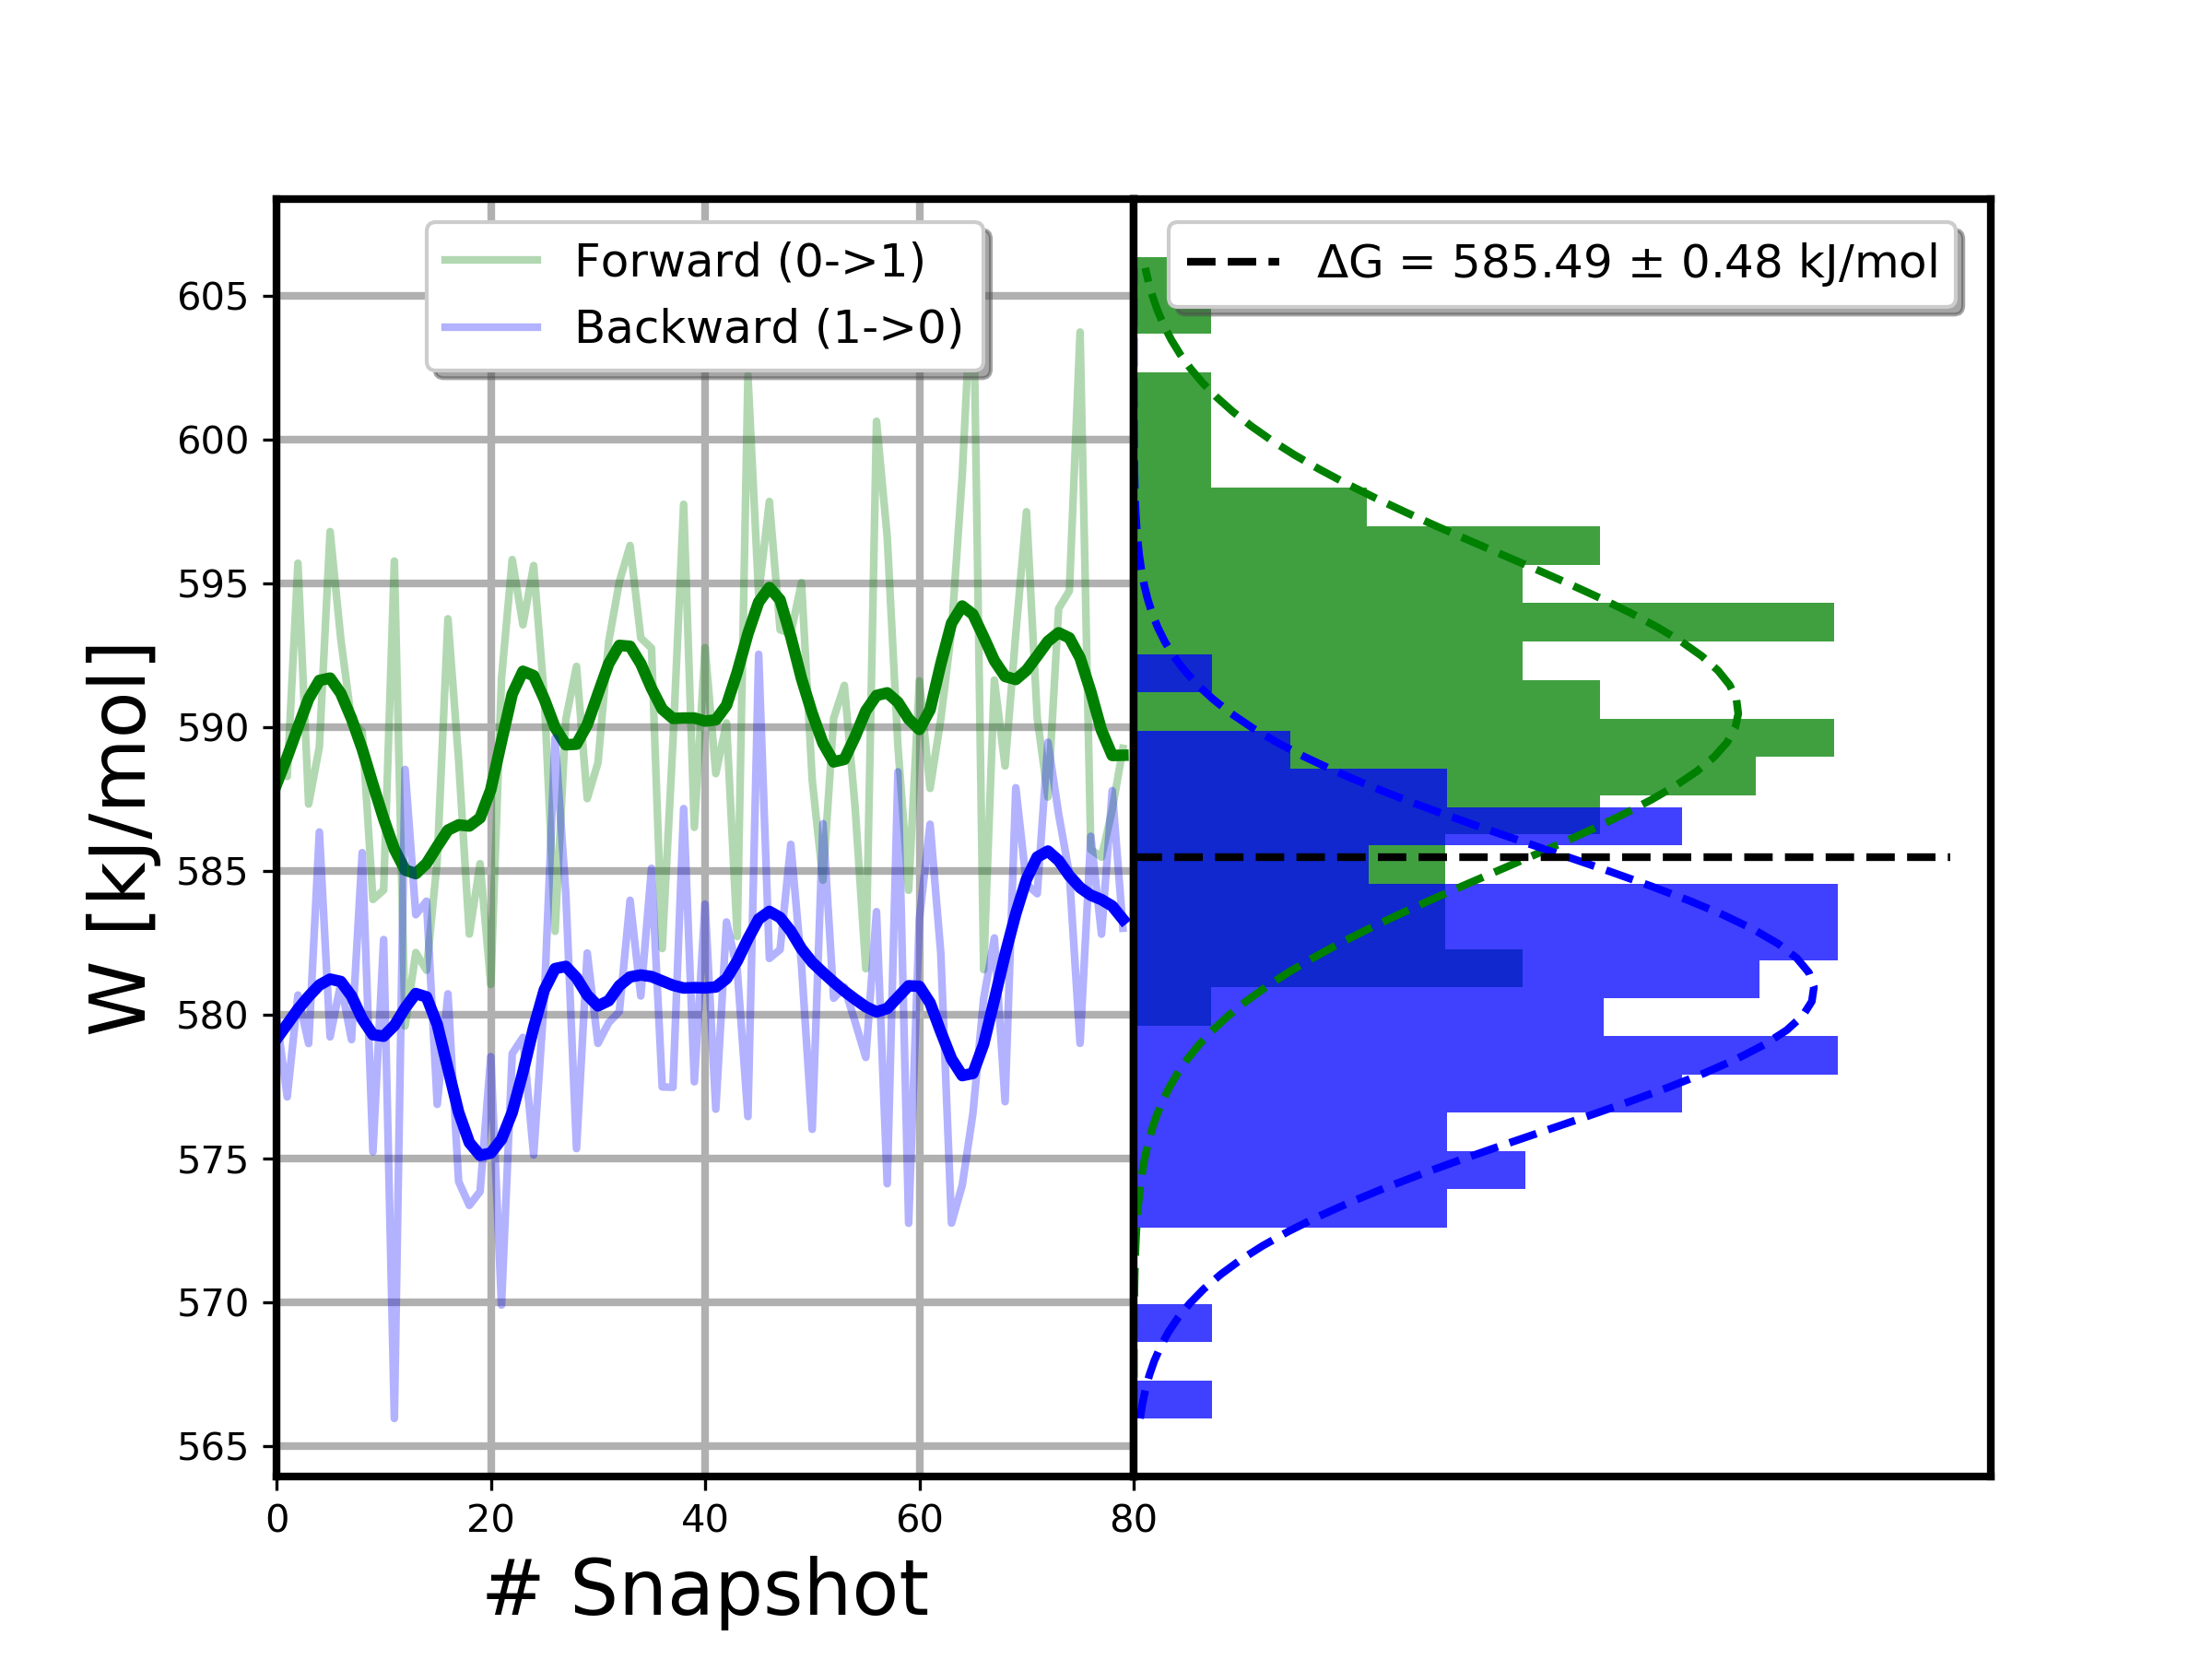 Forward (0->1)
Backward (1->0)
ΔG = 585.49 ± 0.48 kJ/mol
W [kJ/mol]
605
600
595
590
585
580
575
570
565
0 20 40 60 80
# Snapshot